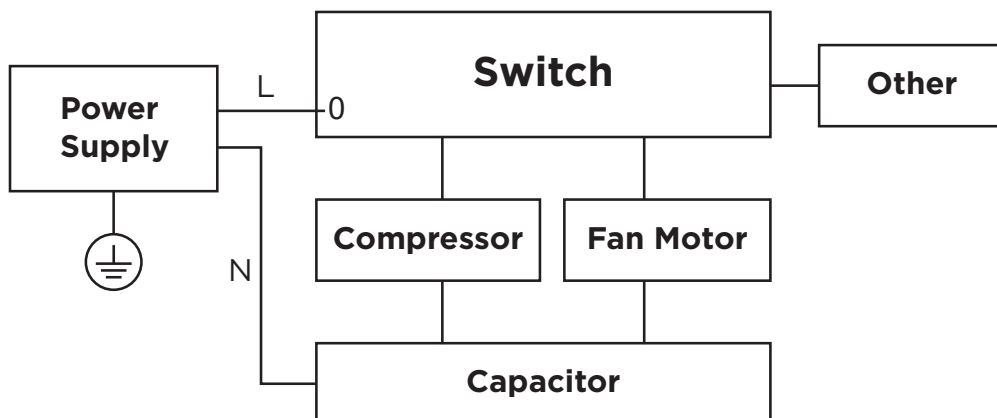 Switch
Other
L
0
Power
Supply
Compressor
Fan Motor
N
Capacitor